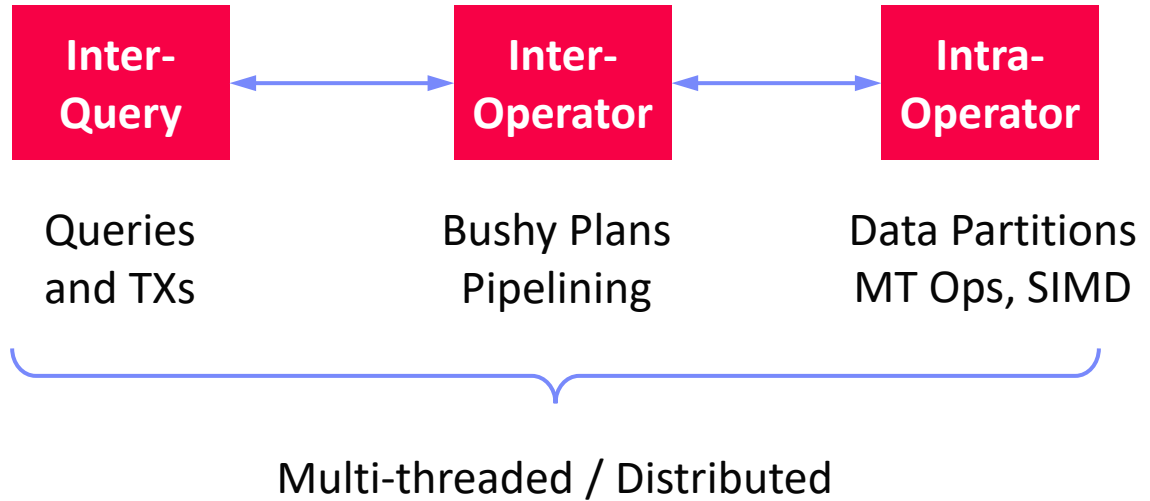 Inter-
Query
Inter-
Operator
Intra-
Operator
Queries
and TXs
Bushy Plans
Pipelining
Data Partitions
MT Ops, SIMD
Multi-threaded / Distributed